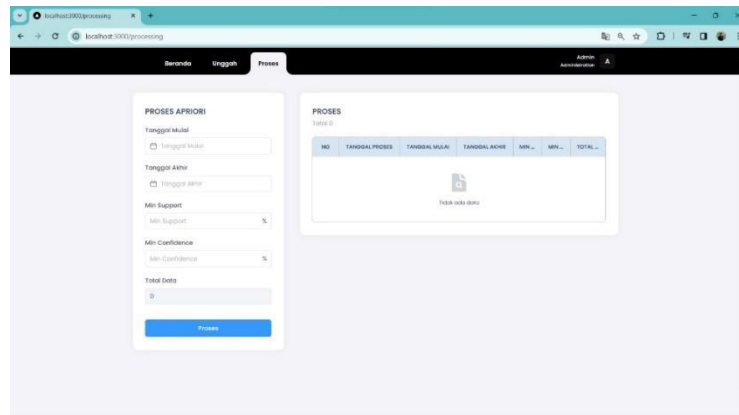 localhost:3000/processing
localhost:3000/processing
Beranda
Unggah
Proses
Admin
Administrator
A
PROSES APRIORI
Tanggal Mulai
Tanggal Mulai
Tanggal Akhir
Tanggal Akhir
Min Support
Min Support %
Min Confidence
Min Confidence %
Total Data
0
Proses
PROSES
Total 0
NO TANGGAL PROSES TANGGAL MULAI TANGGAL AKHIR MIN ... MIN ... TOTAL ...
Tidak ada data